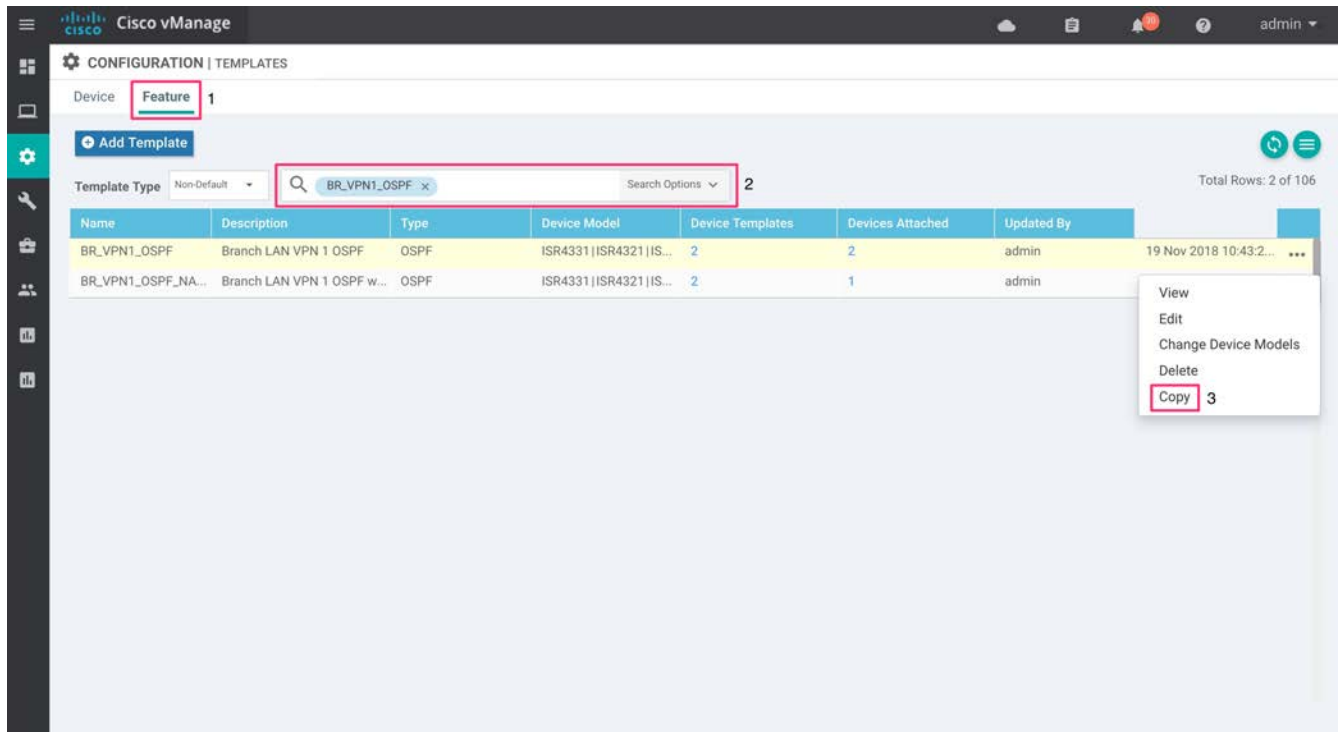 cisco Cisco vManage admin
CONFIGURATION | TEMPLATES
Device Feature 1
Add Template
Template Type Non-Default BR_VPN1_OSPF x Search Options 2 Total Rows: 2 of 106
Name Description Type Device Model Device Templates Devices Attached Updated By
BR_VPN1_OSPF Branch LAN VPN 1 OSPF OSPF ISR4331|ISR4321|IS... 2 2 admin 19 Nov 2018 10:43:2... •••
BR_VPN1_OSPF_NA... Branch LAN VPN 1 OSPF w... OSPF ISR4331|ISR4321|IS... 2 1 admin
View
Edit
Change Device Models
Delete
Copy 3